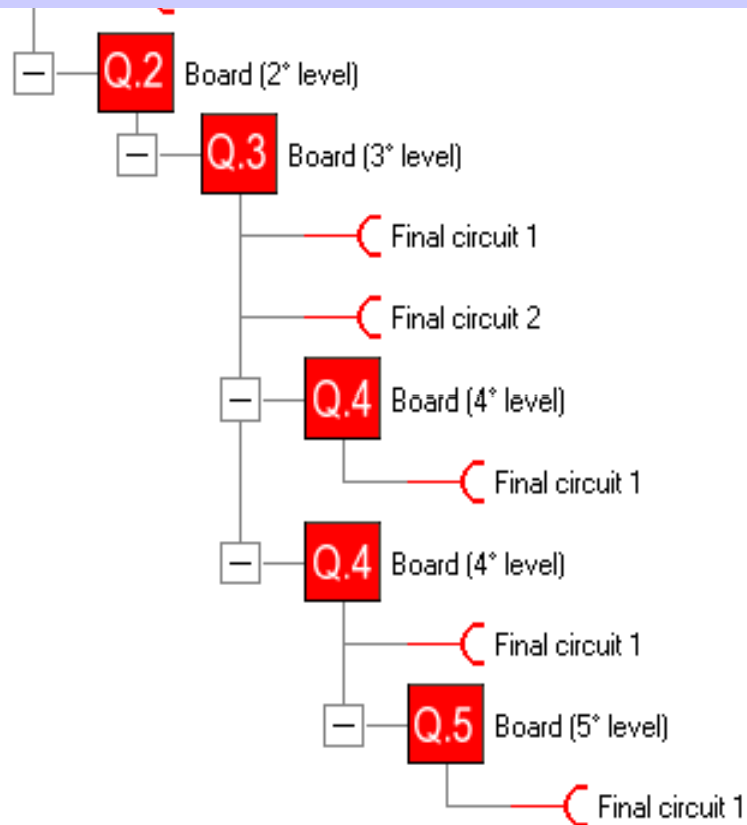 Q.2 Board (2° level)
Q.3 Board (3° level)
Final circuit 1
Final circuit 2
Q.4 Board (4° level)
Final circuit 1
Q.4 Board (4° level)
Final circuit 1
Q.5 Board (5° level)
Final circuit 1